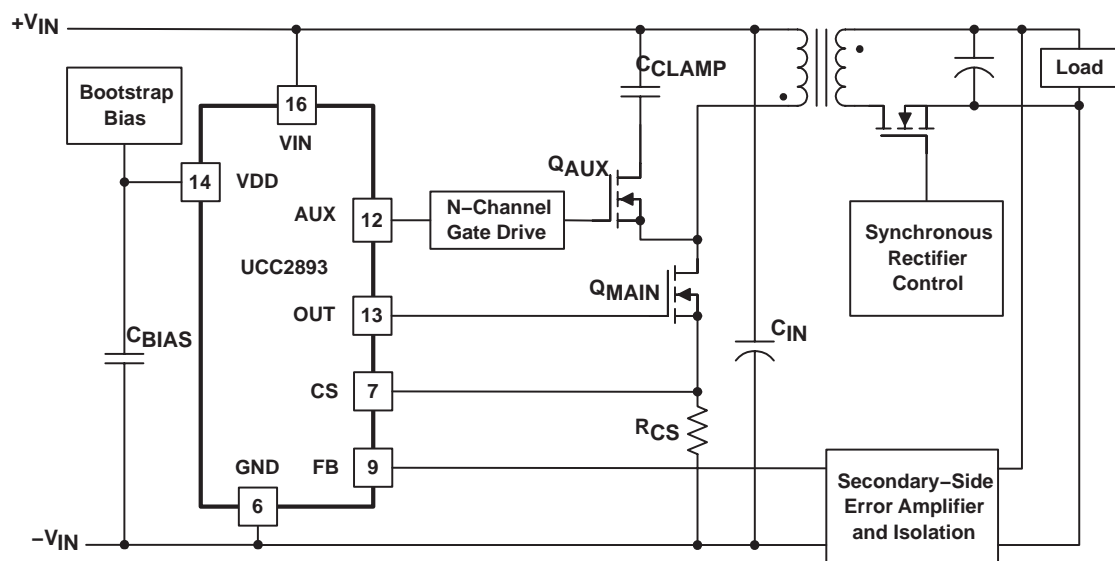 +VIN
CCLAMP
Load
Bootstrap
Bias
16
VIN
QAUX
14
VDD
AUX
12
N−Channel
Gate Drive
Synchronous
Rectifier
Control
UCC2893
QMAIN
OUT
13
CIN
CBIAS
CS
7
RCS
GND
FB
9
6
Secondary−Side
Error Amplifier
and Isolation
−VIN